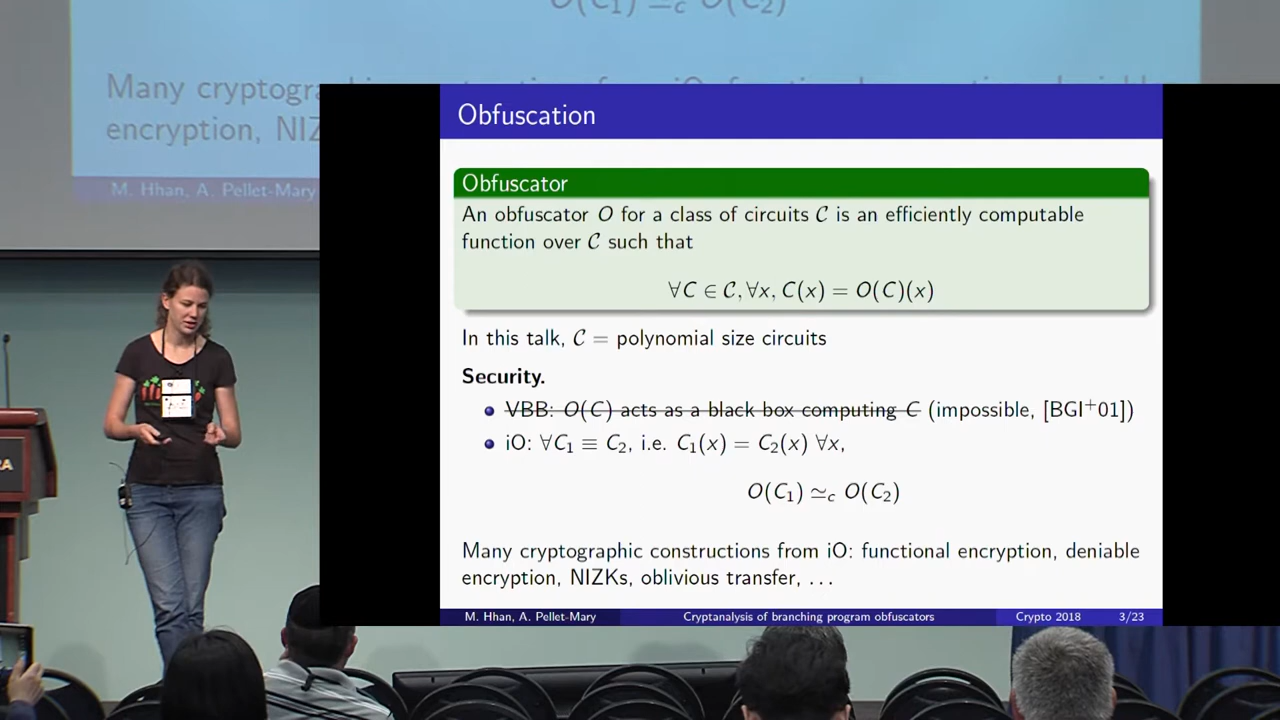 O(C₁) ≃c O(C₂)
Many cryptogra
encryption, NIZ
M. Hhan, A. Pellet-Mary
RA
Obfuscation
Obfuscator
An obfuscator O for a class of circuits 𝒞 is an efficiently computable
function over 𝒞 such that
∀C ∈ 𝒞, ∀x, C(x) = O(C)(x)
In this talk, 𝒞 = polynomial size circuits
Security.
VBB: O(C) acts as a black box computing C (impossible, [BGI⁺01])
iO: ∀C₁ ≡ C₂, i.e. C₁(x) = C₂(x) ∀x,
O(C₁) ≃c O(C₂)
Many cryptographic constructions from iO: functional encryption, deniable
encryption, NIZKs, oblivious transfer, . . .
M. Hhan, A. Pellet-Mary Cryptanalysis of branching program obfuscators Crypto 2018 3/23